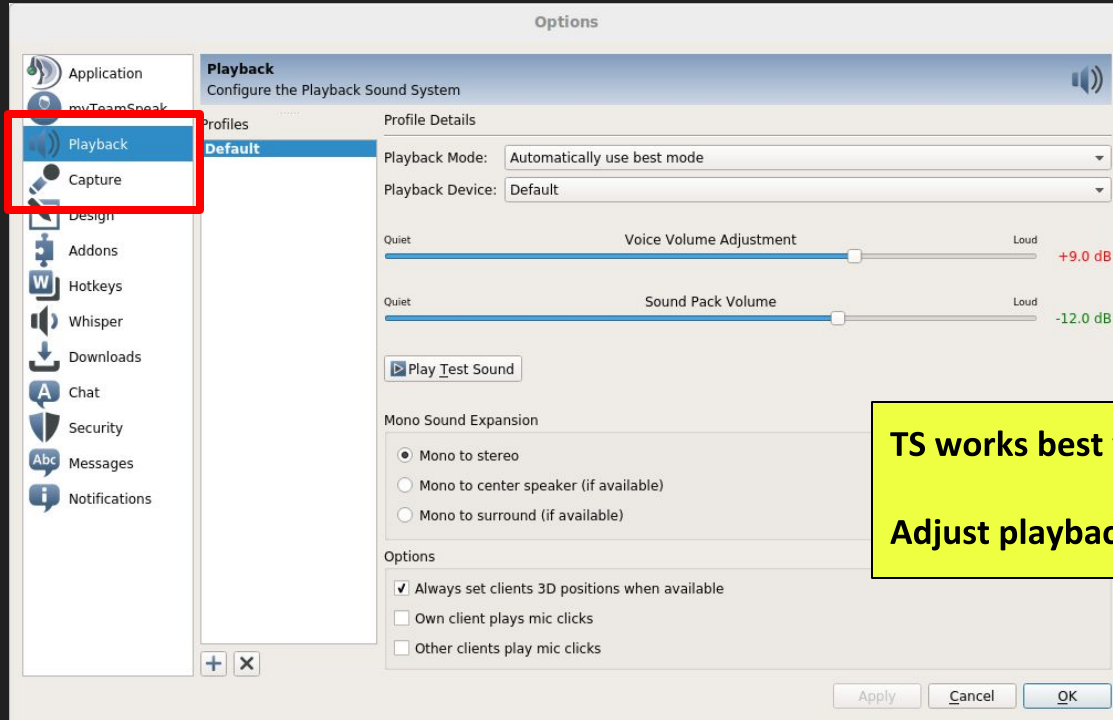 Options
Application
myTeamSpeak
Playback
Capture
Design
Addons
Hotkeys
Whisper
Downloads
Chat
Security
Messages
Notifications
Playback
Configure the Playback Sound System
Profiles
Default
Profile Details
Playback Mode: Automatically use best mode
Playback Device: Default
Quiet Voice Volume Adjustment Loud
+9.0 dB
Quiet Sound Pack Volume Loud
-12.0 dB
Play Test Sound
Mono Sound Expansion
Mono to stereo
Mono to center speaker (if available)
Mono to surround (if available)
TS works best
Adjust
Options
Always set clients 3D positions when available
Own client plays mic clicks
Other clients play mic clicks
Apply Cancel OK